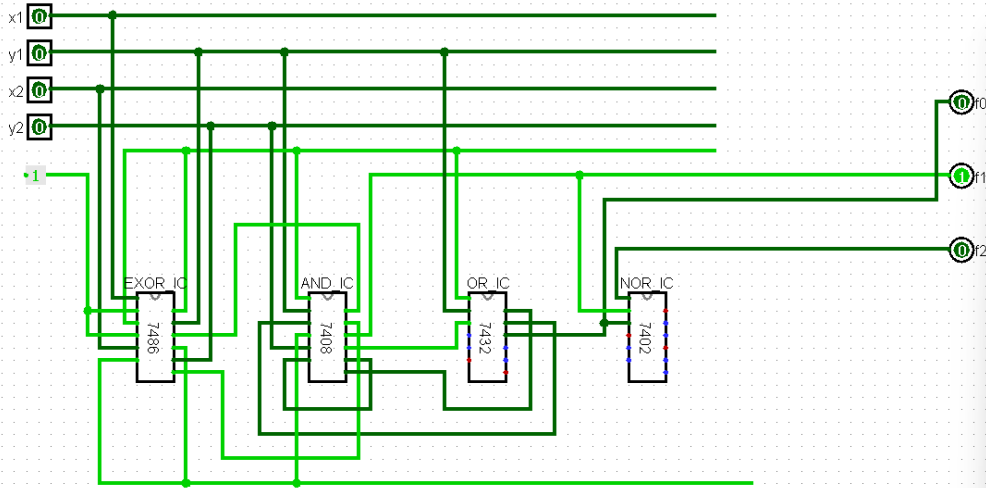 x1 0
y1 0
x2 0
y2 0
1
0 f0
1 f1
0 f2
EXOR_IC
AND_IC
OR_IC
NOR_IC
7486
7408
7432
7402